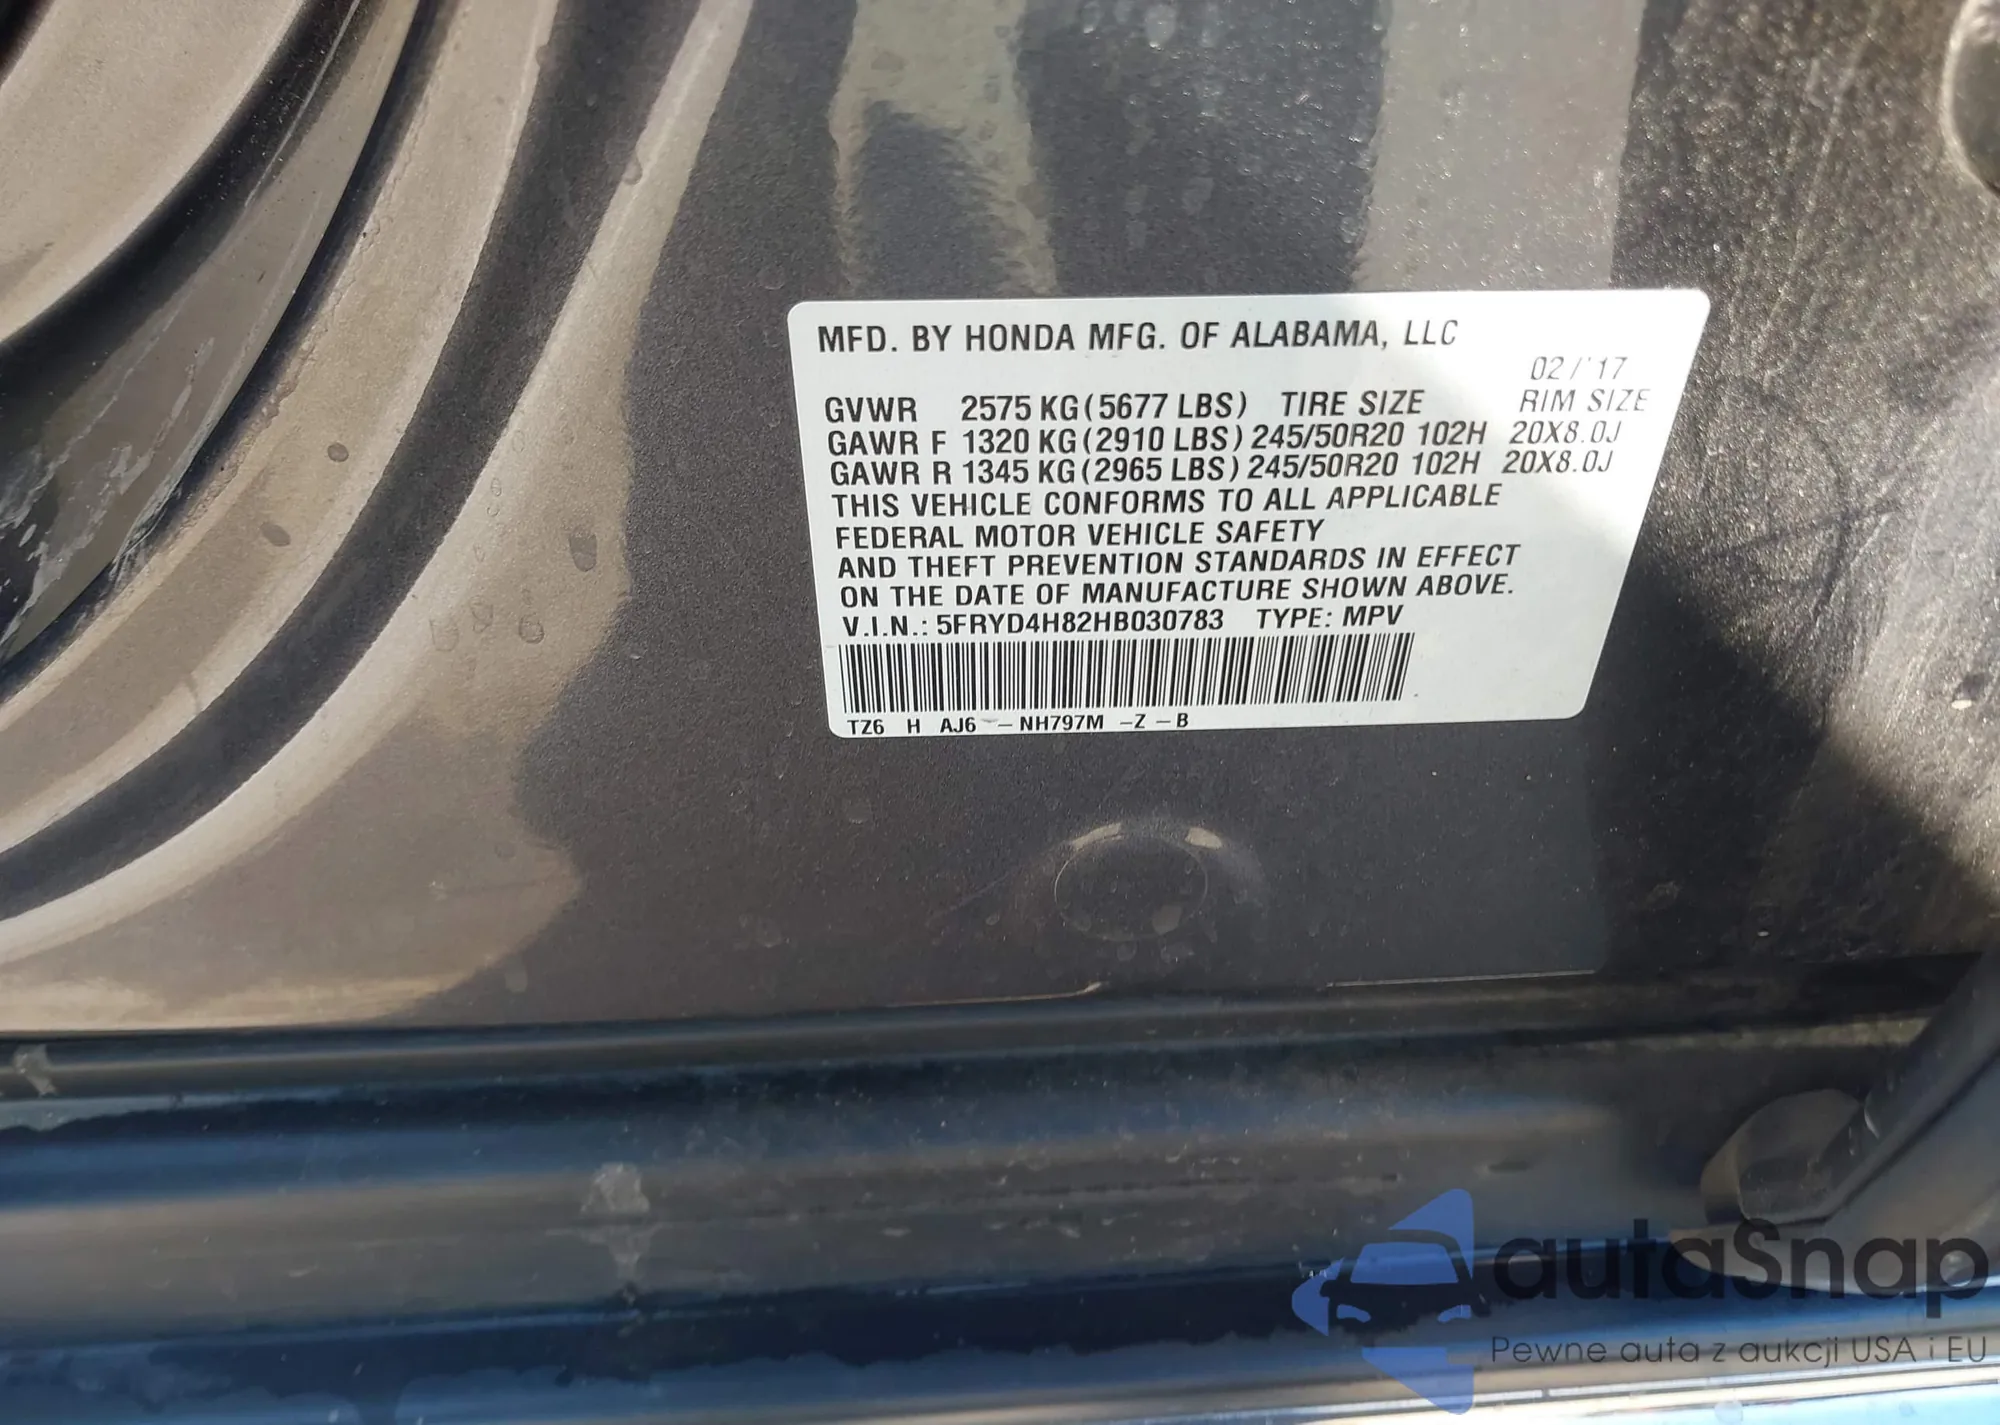 MFD. BY HONDA MFG. OF ALABAMA, LLC
02/'17
GVWR 2575 KG(5677 LBS) TIRE SIZE RIM SIZE
GAWR F 1320 KG(2910 LBS) 245/50R20 102H 20X8.0J
GAWR R 1345 KG(2965 LBS) 245/50R20 102H 20X8.0J
THIS VEHICLE CONFORMS TO ALL APPLICABLE
FEDERAL MOTOR VEHICLE SAFETY
AND THEFT PREVENTION STANDARDS IN EFFECT
ON THE DATE OF MANUFACTURE SHOWN ABOVE.
V.I.N.: 5FRYD4H82HB030783 TYPE: MPV
TZ6 H AJ6 – NH797M –Z – B
autaSnap
Pewne auta z aukcji USA i EU